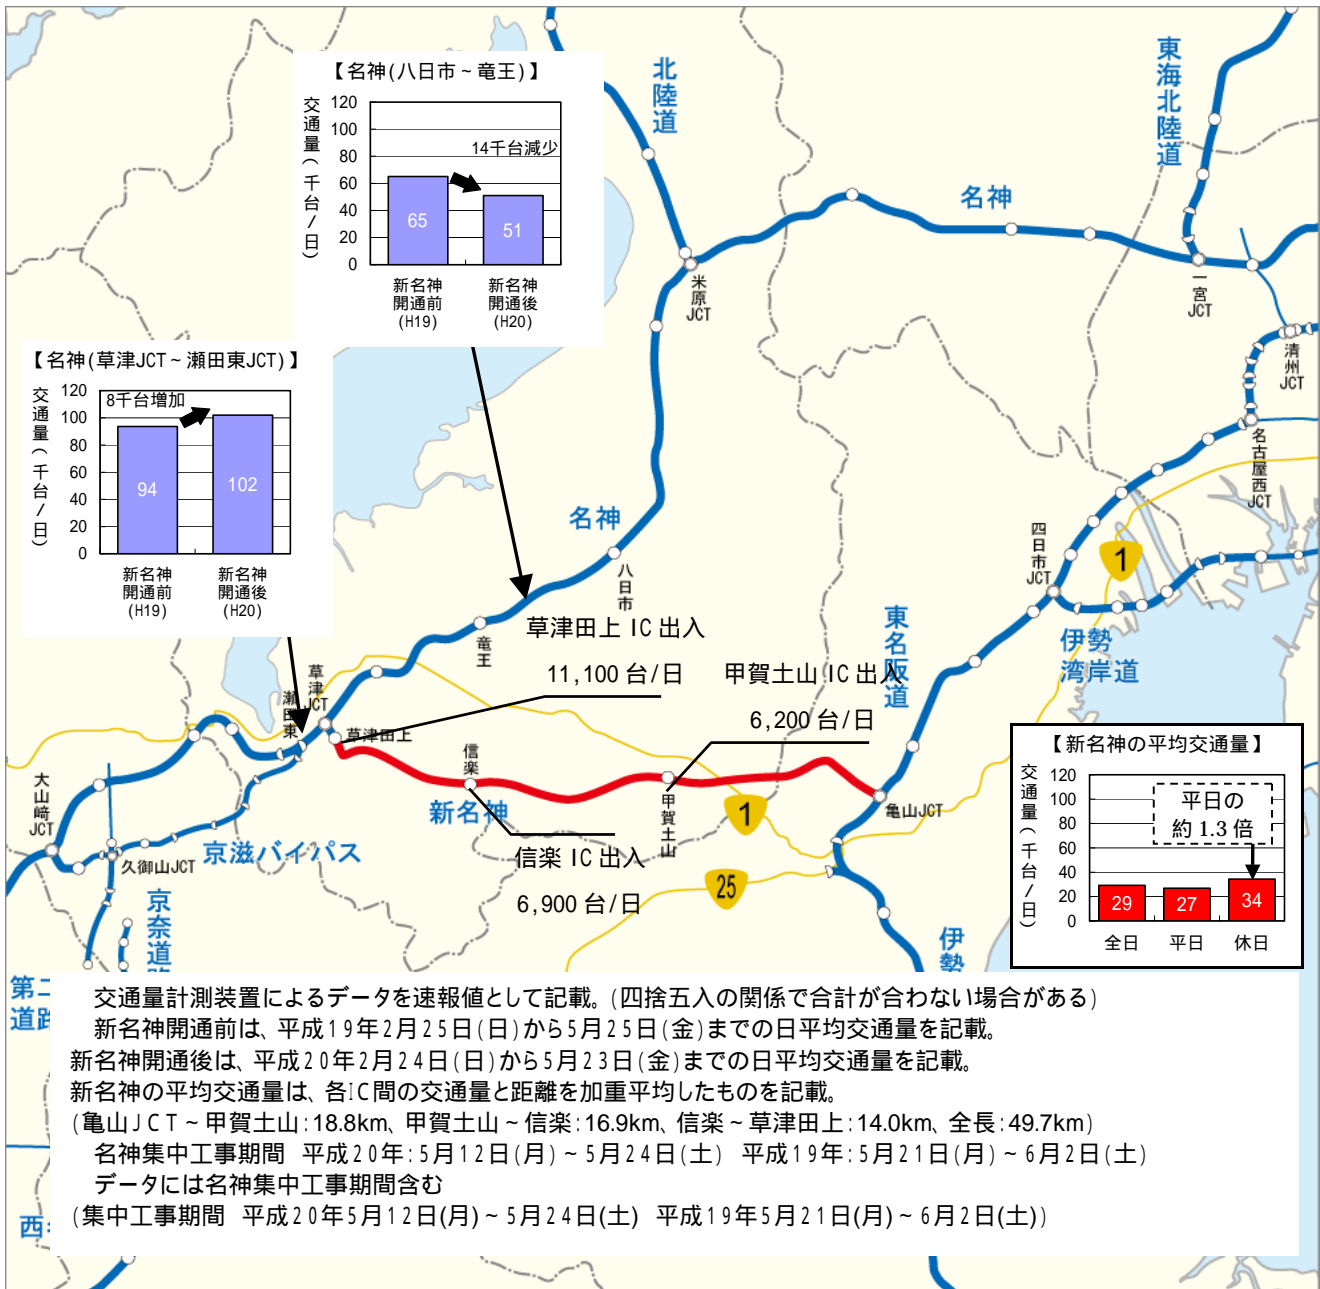 【名神(八日市～竜王)】
交通量(千台/日)
120
100
80
60
40
20
0
14千台減少
65
51
新名神
開通前
(H19)
新名神
開通後
(H20)
【名神(草津JCT～瀬田東JCT)】
交通量(千台/日)
120
100
80
60
40
20
0
8千台増加
94
102
新名神
開通前
(H19)
新名神
開通後
(H20)
北陸道
東海北陸道
名神
米原JCT
一宮JCT
清州JCT
名古屋西JCT
四日市JCT
1
伊勢
湾岸道
名神
八日市
竜王
東名阪道
草津田上 IC 出入
11,100 台/日
甲賀土山 IC 出入
6,200 台/日
草津JCT
瀬田東
草津田上
信楽
新名神
甲賀土山
1
亀山JCT
信楽 IC 出入
6,900 台/日
25
大山崎JCT
久御山JCT
京滋バイパス
京奈道路
伊勢
【新名神の平均交通量】
交通量(千台/日)
120
100
80
60
40
20
0
平日の
約 1.3 倍
29
27
34
全日
平日
休日
第二
道路
西名
交通量計測装置によるデータを速報値として記載。(四捨五入の関係で合計が合わない場合がある)
新名神開通前は、平成19年2月25日(日)から5月25日(金)までの日平均交通量を記載。
新名神開通後は、平成20年2月24日(日)から5月23日(金)までの日平均交通量を記載。
新名神の平均交通量は、各IC間の交通量と距離を加重平均したものを記載。
(亀山JCT～甲賀土山:18.8km、甲賀土山～信楽:16.9km、信楽～草津田上:14.0km、全長:49.7km)
名神集中工事期間 平成20年:5月12日(月)～5月24日(土) 平成19年:5月21日(月)～6月2日(土)
データには名神集中工事期間含む
(集中工事期間 平成20年5月12日(月)～5月24日(土) 平成19年5月21日(月)～6月2日(土))